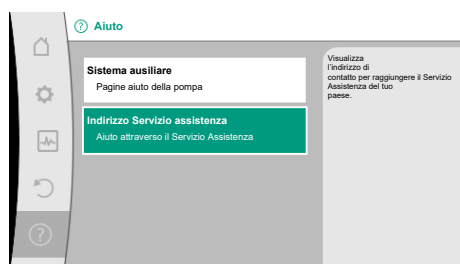 ? Aiuto
Sistema ausiliare
Pagine aiuto della pompa
Indirizzo Servizio assistenza
Aiuto attraverso il Servizio Assistenza
Visualizza
l'indirizzo di
contatto per raggiungere il Servizio
Assistenza del tuo
paese.
?